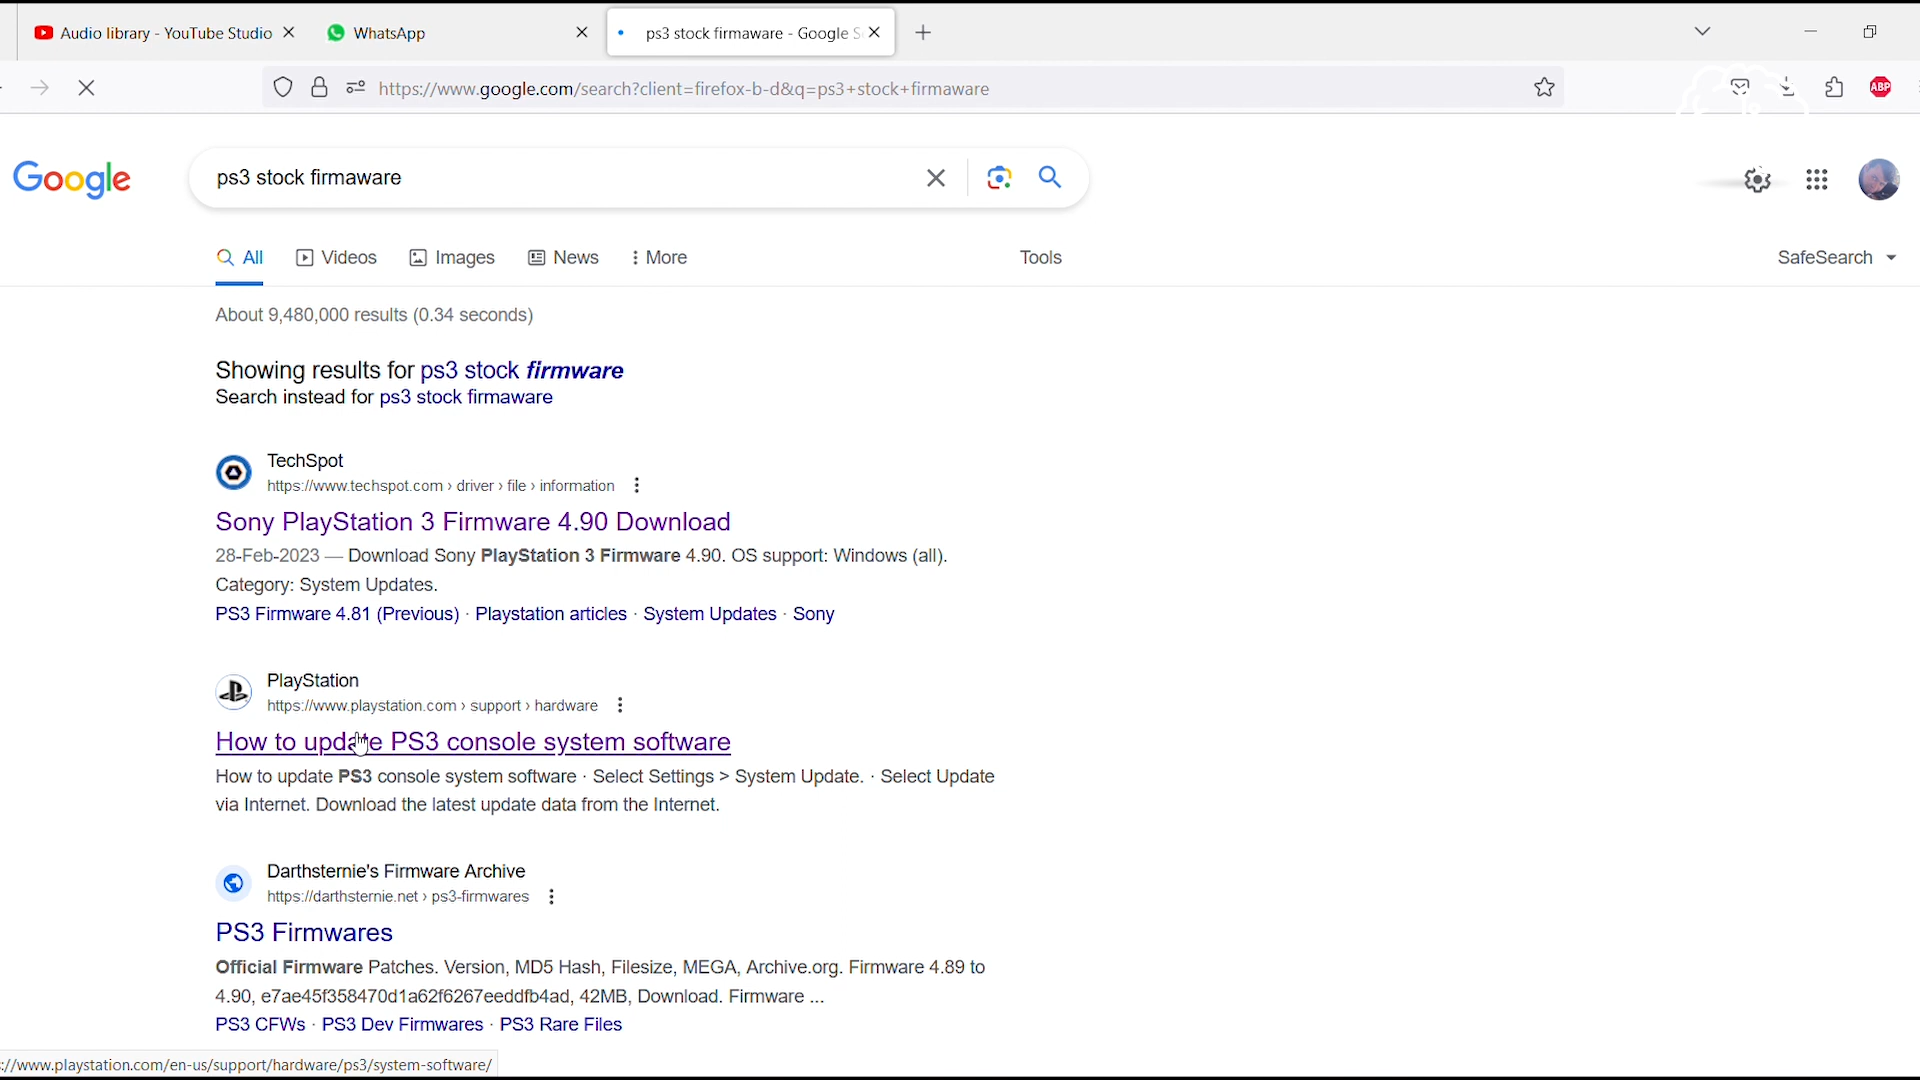 Audio library - YouTube Studio
WhatsApp
ps3 stock firmaware - Google S
https://www.google.com/search?client=firefox-b-d&q=ps3+stock+firmaware
ABP
Google
ps3 stock firmaware
All
Videos
Images
News
More
Tools
SafeSearch
About 9,480,000 results (0.34 seconds)
Showing results for ps3 stock firmware
Search instead for ps3 stock firmaware
TechSpot
https://www.techspot.com › driver › file › information
Sony PlayStation 3 Firmware 4.90 Download
28-Feb-2023 — Download Sony PlayStation 3 Firmware 4.90. OS support: Windows (all).
Category: System Updates.
PS3 Firmware 4.81 (Previous) · Playstation articles · System Updates · Sony
PlayStation
https://www.playstation.com › support › hardware
How to update PS3 console system software
How to update PS3 console system software · Select Settings > System Update. · Select Update
via Internet. Download the latest update data from the Internet.
Darthsternie's Firmware Archive
https://darthsternie.net › ps3-firmwares
PS3 Firmwares
Official Firmware Patches. Version, MD5 Hash, Filesize, MEGA, Archive.org. Firmware 4.89 to
4.90, e7ae45f358470d1a62f6267eeddfb4ad, 42MB, Download. Firmware ...
PS3 CFWs · PS3 Dev Firmwares · PS3 Rare Files
://www.playstation.com/en-us/support/hardware/ps3/system-software/